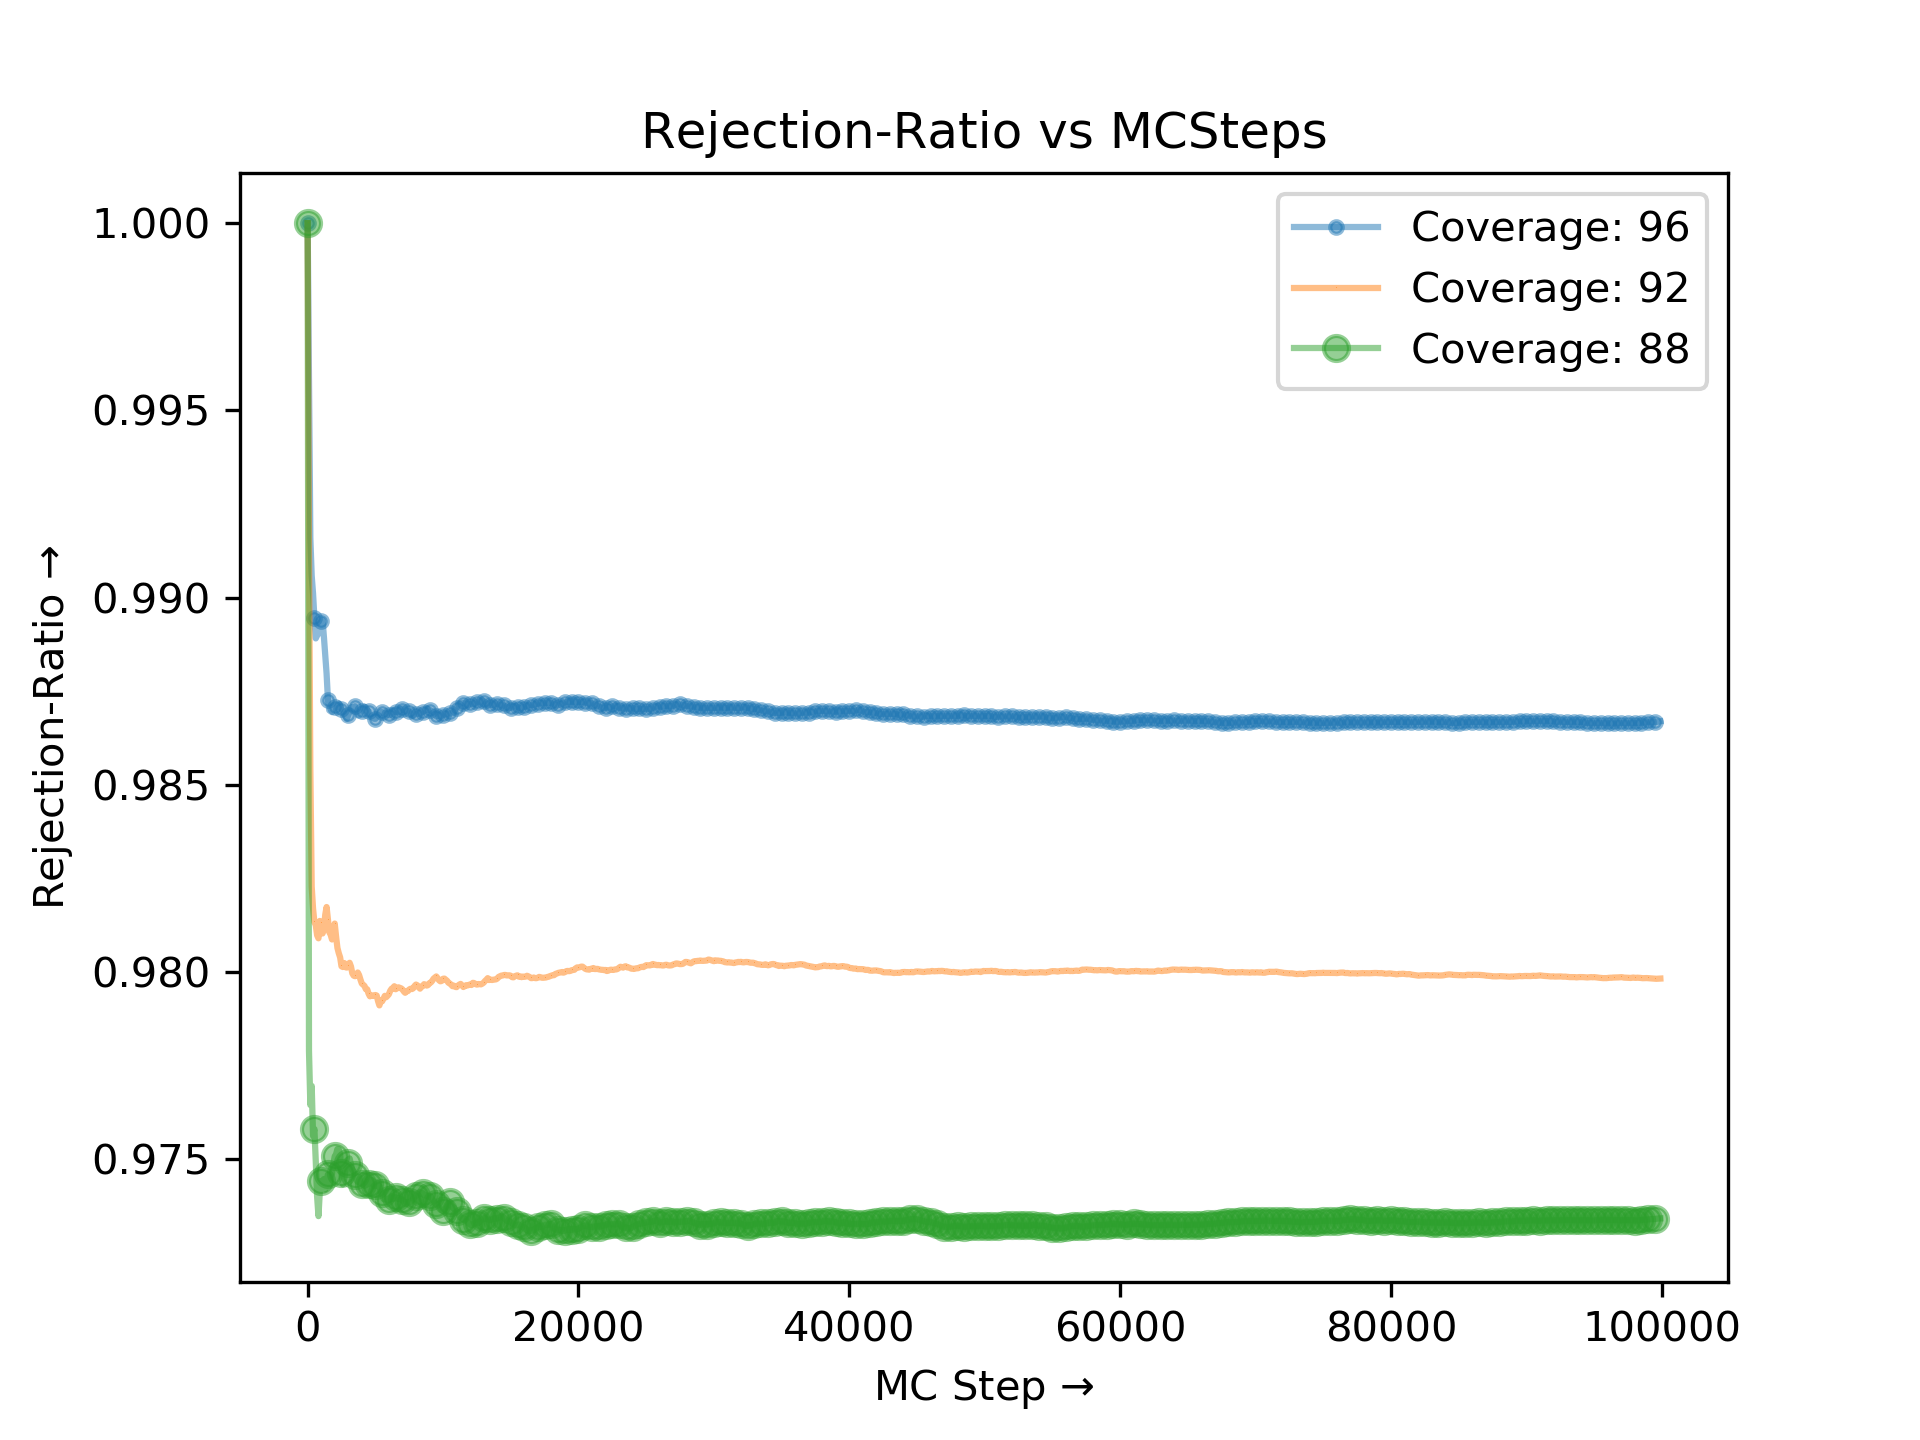 Rejection-Ratio vs MCSteps
Coverage: 96
Coverage: 92
Coverage: 88
1.000
0.995
0.990
0.985
0.980
0.975
Rejection-Ratio →
0 20000 40000 60000 80000 100000
MC Step →